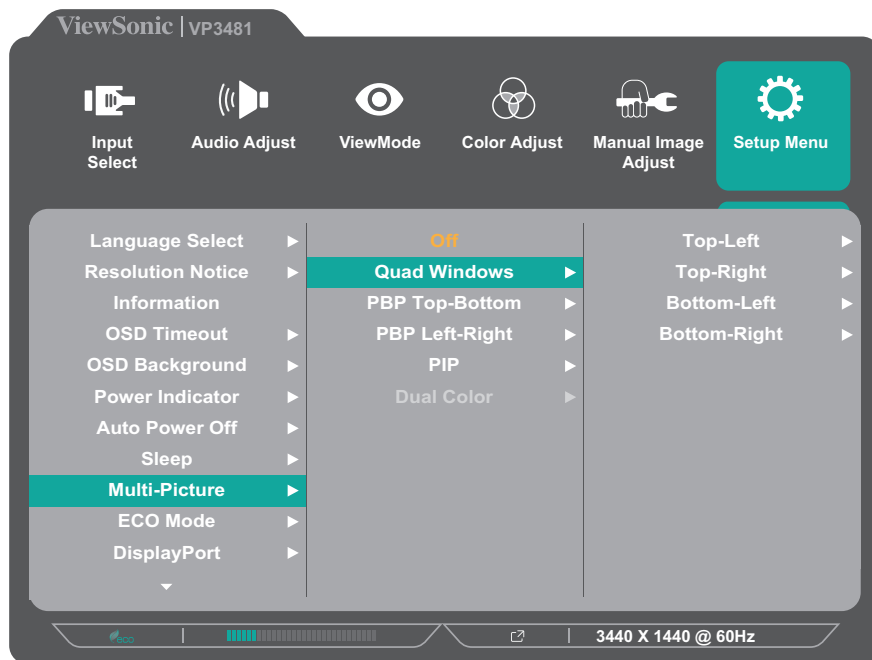 ViewSonic | VP3481
Input Select
Audio Adjust
ViewMode
Color Adjust
Manual Image Adjust
Setup Menu
Language Select
Resolution Notice
Information
OSD Timeout
OSD Background
Power Indicator
Auto Power Off
Sleep
Multi-Picture
ECO Mode
DisplayPort
Off
Quad Windows
PBP Top-Bottom
PBP Left-Right
PIP
Dual Color
Top-Left
Top-Right
Bottom-Left
Bottom-Right
eco
3440 X 1440 @ 60Hz